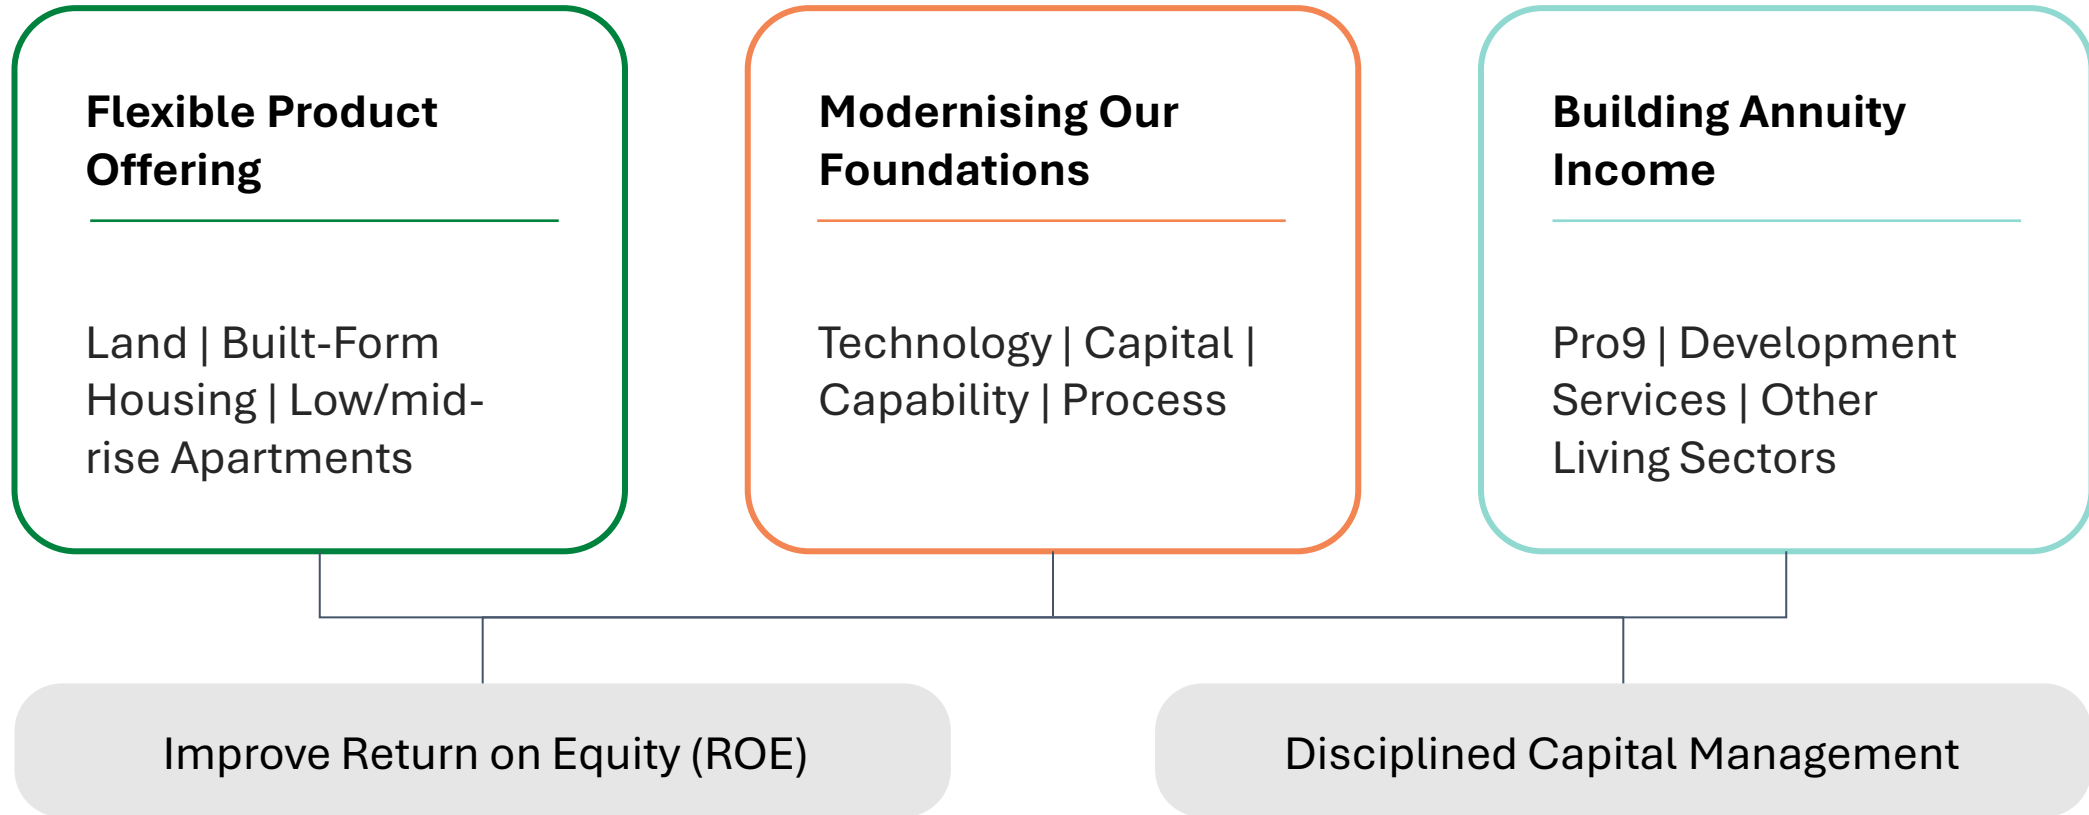 Flexible Product
Offering
Land | Built-Form
Housing | Low/mid-
rise Apartments
Modernising Our
Foundations
Technology | Capital |
Capability | Process
Building Annuity
Income
Pro9 | Development
Services | Other
Living Sectors
Improve Return on Equity (ROE)
Disciplined Capital Management